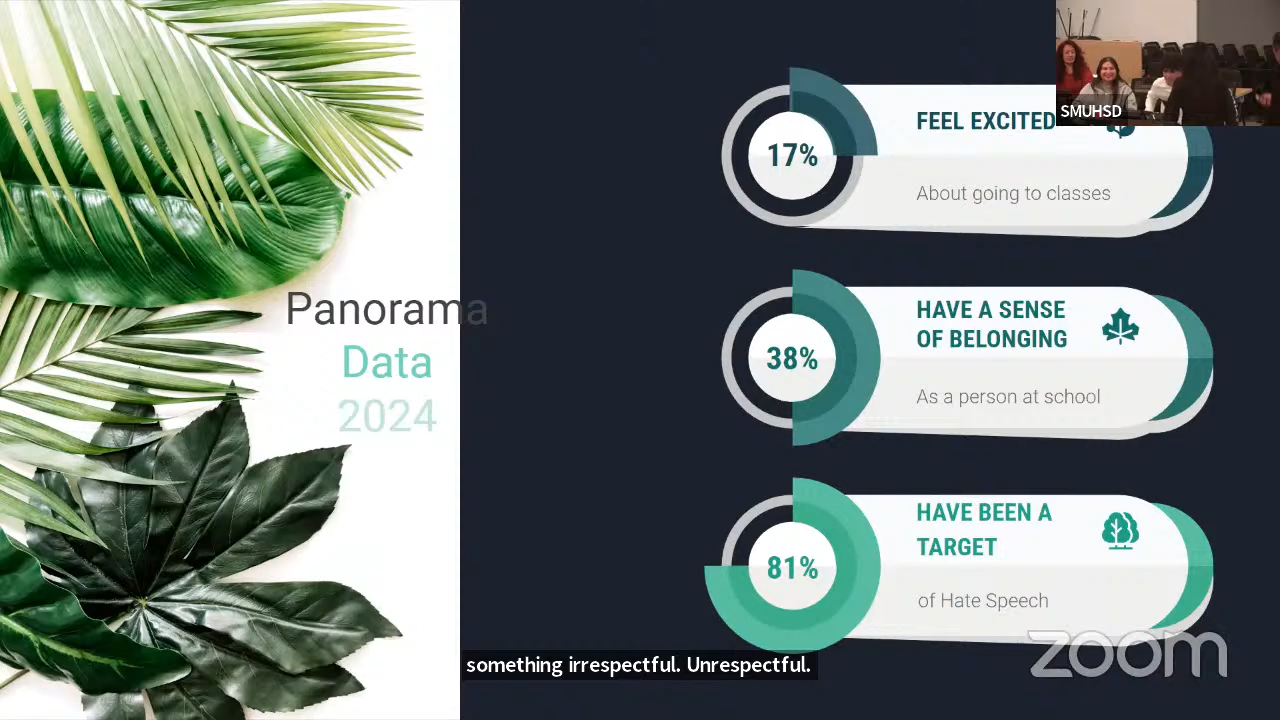 Panorama
Data
2024
17%
FEEL EXCITED
About going to classes
38%
HAVE A SENSE
OF BELONGING
As a person at school
81%
HAVE BEEN A
TARGET
of Hate Speech
SMUHSD
something irrespectful. Unrespectful.
zoom